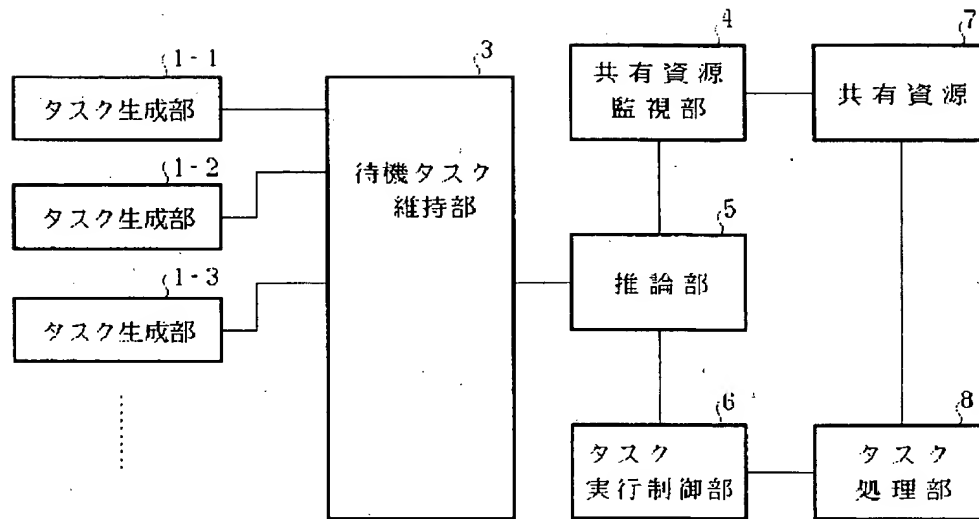 1-1
タスク生成部
1-2
タスク生成部
1-3
タスク生成部
3
待機タスク
維持部
4
共有資源
監視部
5
推論部
6
タスク
実行制御部
7
共有資源
8
タスク
処理部